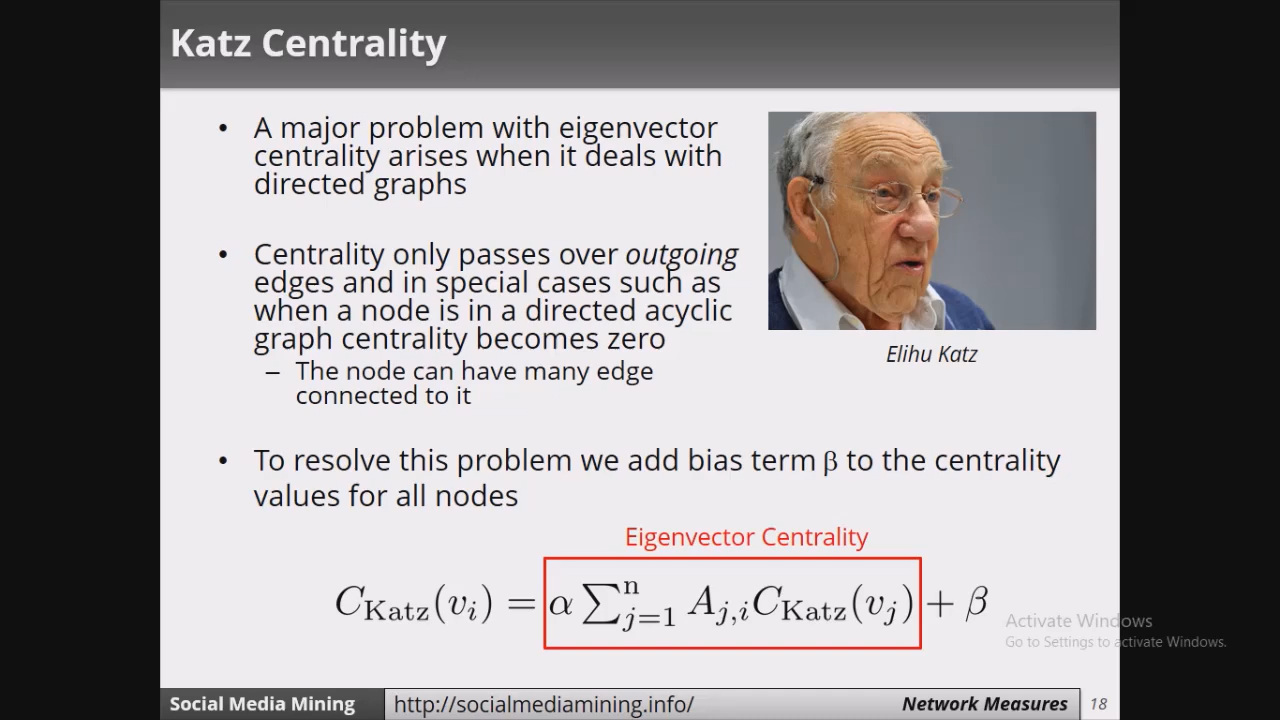 Katz Centrality
• A major problem with eigenvector
centrality arises when it deals with
directed graphs
• Centrality only passes over outgoing
edges and in special cases such as
when a node is in a directed acyclic
graph centrality becomes zero
– The node can have many edge
connected to it
Elihu Katz
• To resolve this problem we add bias term β to the centrality
values for all nodes
Eigenvector Centrality
C_Katz(v_i) = α ∑_{j=1}^{n} A_{j,i} C_Katz(v_j) + β
Activate Windows
Go to Settings to activate Windows.
Social Media Mining http://socialmediamining.info/ Network Measures 18